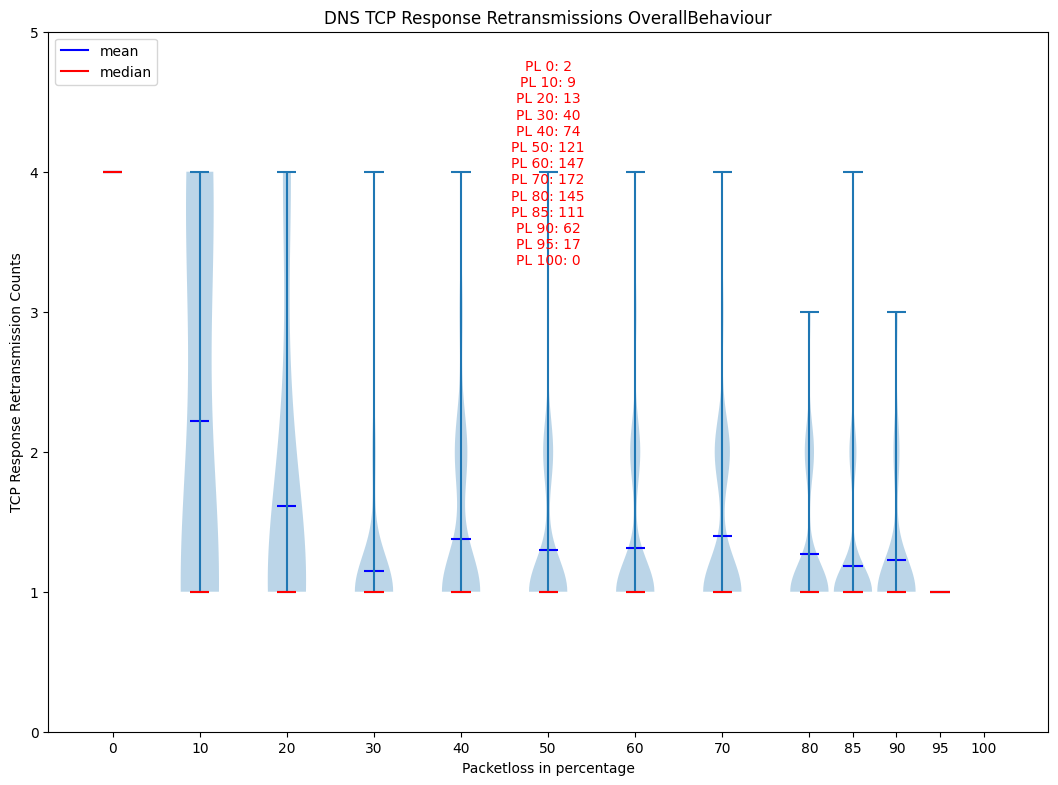 DNS TCP Response Retransmissions OverallBehaviour
mean
median
PL 0: 2
PL 10: 9
PL 20: 13
PL 30: 40
PL 40: 74
PL 50: 121
PL 60: 147
PL 70: 172
PL 80: 145
PL 85: 111
PL 90: 62
PL 95: 17
PL 100: 0
TCP Response Retransmission Counts
5
4
3
2
1
0
0 10 20 30 40 50 60 70 80 85 90 95 100
Packetloss in percentage